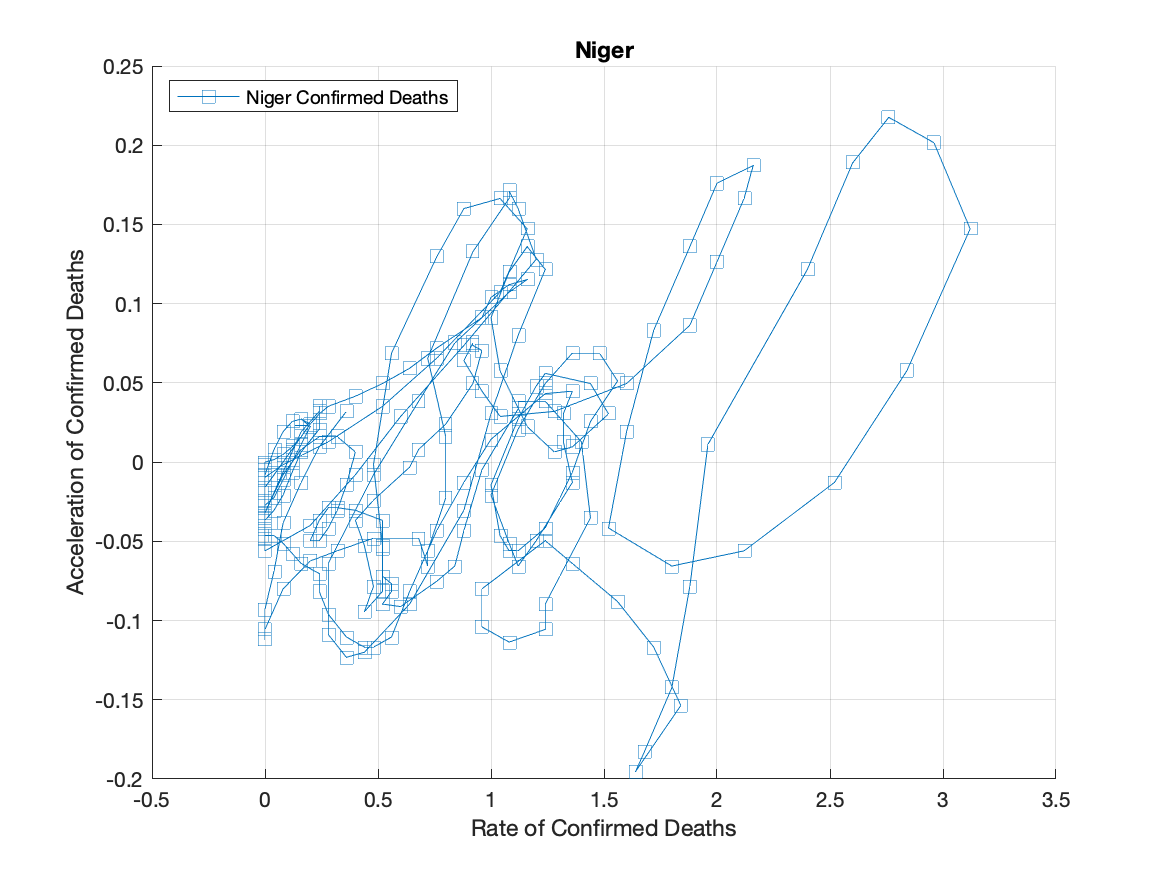 Niger
Niger Confirmed Deaths
0.25
0.2
0.15
0.1
0.05
0
-0.05
-0.1
-0.15
-0.2
Acceleration of Confirmed Deaths
-0.5 0 0.5 1 1.5 2 2.5 3 3.5
Rate of Confirmed Deaths